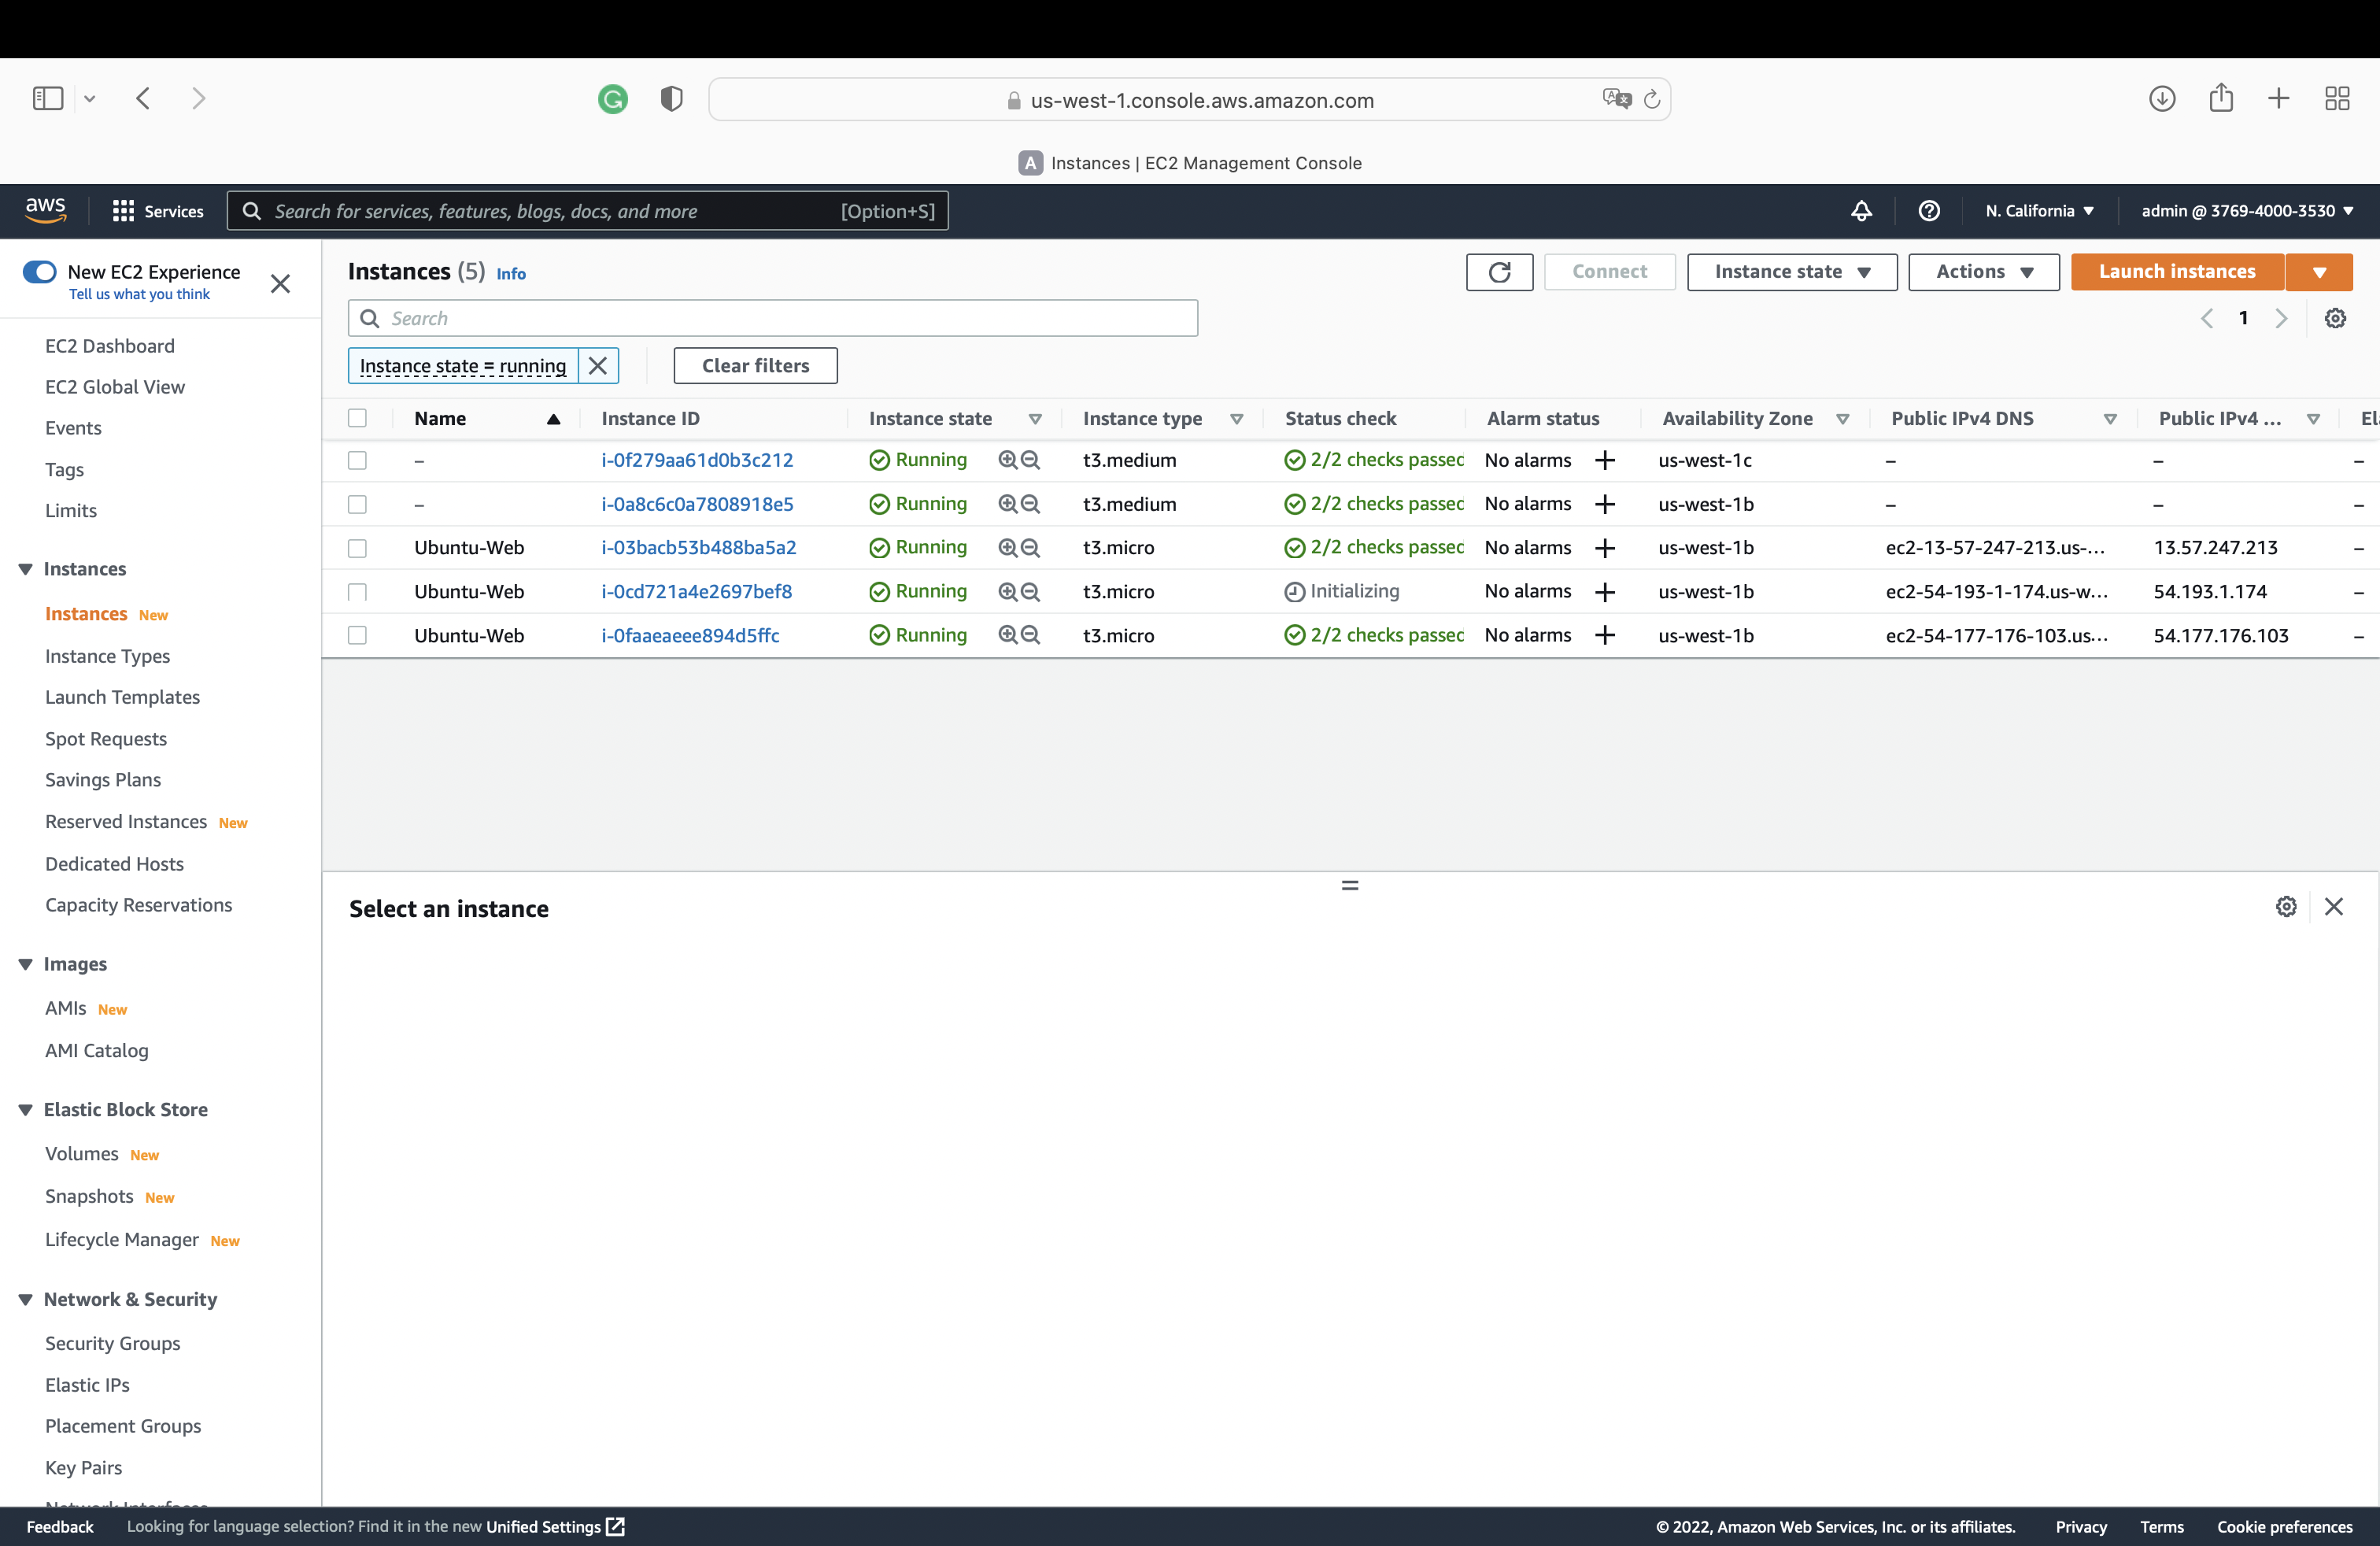 us-west-1.console.aws.amazon.com
A Instances | EC2 Management Console
aws Services Search for services, features, blogs, docs, and more [Option+S] N. California admin @ 3769-4000-3530
New EC2 Experience
Tell us what you think
EC2 Dashboard
EC2 Global View
Events
Tags
Limits
Instances
Instances New
Instance Types
Launch Templates
Spot Requests
Savings Plans
Reserved Instances New
Dedicated Hosts
Capacity Reservations
Images
AMIs New
AMI Catalog
Elastic Block Store
Volumes New
Snapshots New
Lifecycle Manager New
Network & Security
Security Groups
Elastic IPs
Placement Groups
Key Pairs
Network Interfaces
Instances (5) Info Connect Instance state Actions Launch instances
Search 1
Instance state = running Clear filters
Name Instance ID Instance state Instance type Status check Alarm status Availability Zone Public IPv4 DNS Public IPv4 ... El
– i-0f279aa61d0b3c212 Running t3.medium 2/2 checks passed No alarms + us-west-1c – – –
– i-0a8c6c0a7808918e5 Running t3.medium 2/2 checks passed No alarms + us-west-1b – – –
Ubuntu-Web i-03bacb53b488ba5a2 Running t3.micro 2/2 checks passed No alarms + us-west-1b ec2-13-57-247-213.us-... 13.57.247.213 –
Ubuntu-Web i-0cd721a4e2697bef8 Running t3.micro Initializing No alarms + us-west-1b ec2-54-193-1-174.us-w... 54.193.1.174 –
Ubuntu-Web i-0faaeaeee894d5ffc Running t3.micro 2/2 checks passed No alarms + us-west-1b ec2-54-177-176-103.us... 54.177.176.103 –
Select an instance
Feedback Looking for language selection? Find it in the new Unified Settings © 2022, Amazon Web Services, Inc. or its affiliates. Privacy Terms Cookie preferences